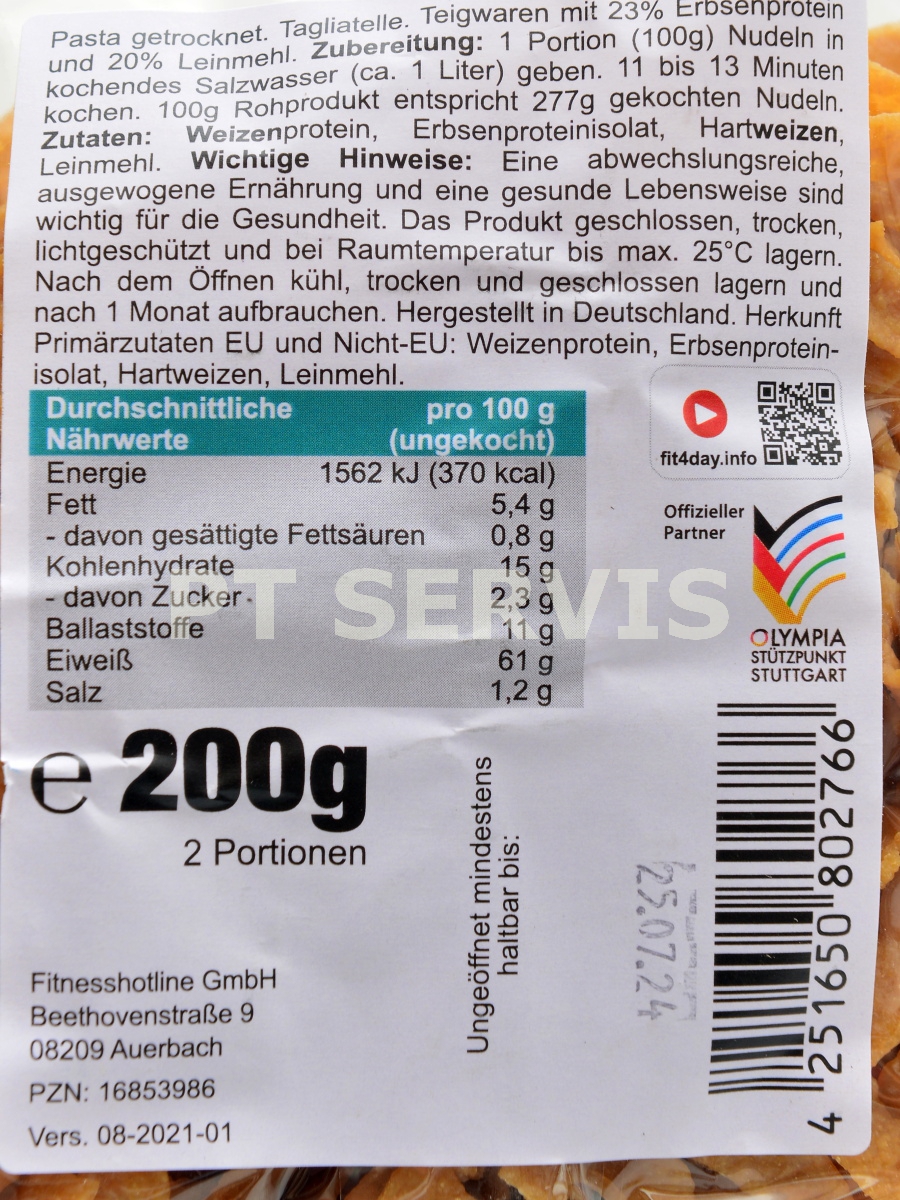 Pasta getrocknet. Tagliatelle. Teigwaren mit 23% Erbsenprotein
und 20% Leinmehl. Zubereitung: 1 Portion (100g) Nudeln in
kochendes Salzwasser (ca. 1 Liter) geben. 11 bis 13 Minuten
kochen. 100g Rohprodukt entspricht 277g gekochten Nudeln.
Zutaten: Weizenprotein, Erbsenproteinisolat, Hartweizen,
Leinmehl. Wichtige Hinweise: Eine abwechslungsreiche,
ausgewogene Ernährung und eine gesunde Lebensweise sind
wichtig für die Gesundheit. Das Produkt geschlossen, trocken,
lichtgeschützt und bei Raumtemperatur bis max. 25°C lagern.
Nach dem Öffnen kühl, trocken und geschlossen lagern und
nach 1 Monat aufbrauchen. Hergestellt in Deutschland. Herkunft
Primärzutaten EU und Nicht-EU: Weizenprotein, Erbsenprotein-
isolat, Hartweizen, Leinmehl.
Durchschnittliche pro 100 g
Nährwerte (ungekocht)
Energie 1562 kJ (370 kcal)
Fett 5,4 g
- davon gesättigte Fettsäuren 0,8 g
Kohlenhydrate 15 g
- davon Zucker 2,3 g
Ballaststoffe 11 g
Eiweiß 61 g
Salz 1,2 g
fit4day.info
Offizieller
Partner
OLYMPIA
STÜTZPUNKT
STUTTGART
PT SERVIS
e 200g
2 Portionen
Ungeöffnet mindestens
haltbar bis:
25.07.24
4 251650 802766
Fitnesshotline GmbH
Beethovenstraße 9
08209 Auerbach
PZN: 16853986
Vers. 08-2021-01